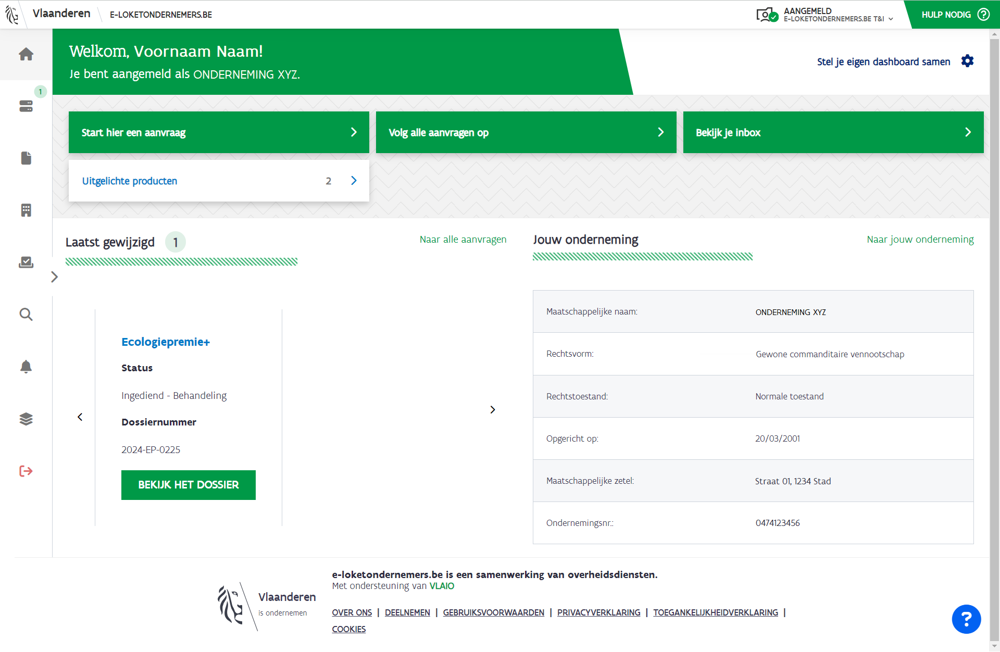 Vlaanderen
E-LOKETONDERNEMERS.BE
AANGEMELD
E-LOKETONDERNEMERS.BE T&I
HULP NODIG ?
Welkom, Voornaam Naam!
Je bent aangemeld als ONDERNEMING XYZ.
Stel je eigen dashboard samen
1
Start hier een aanvraag
Volg alle aanvragen op
Bekijk je inbox
Uitgelichte producten 2
Laatst gewijzigd 1
Naar alle aanvragen
Ecologiepremie+
Status
Ingediend - Behandeling
Dossiernummer
2024-EP-0225
BEKIJK HET DOSSIER
Jouw onderneming
Naar jouw onderneming
Maatschappelijke naam: ONDERNEMING XYZ
Rechtsvorm: Gewone commanditaire vennootschap
Rechtstoestand: Normale toestand
Opgericht op: 20/03/2001
Maatschappelijke zetel: Straat 01, 1234 Stad
Ondernemingsnr.: 0474123456
Vlaanderen
is ondernemen
e-loketondernemers.be is een samenwerking van overheidsdiensten.
Met ondersteuning van VLAIO
OVER ONS | DEELNEMEN | GEBRUIKSVOORWAARDEN | PRIVACYVERKLARING | TOEGANKELIJKHEIDVERKLARING |
COOKIES
?